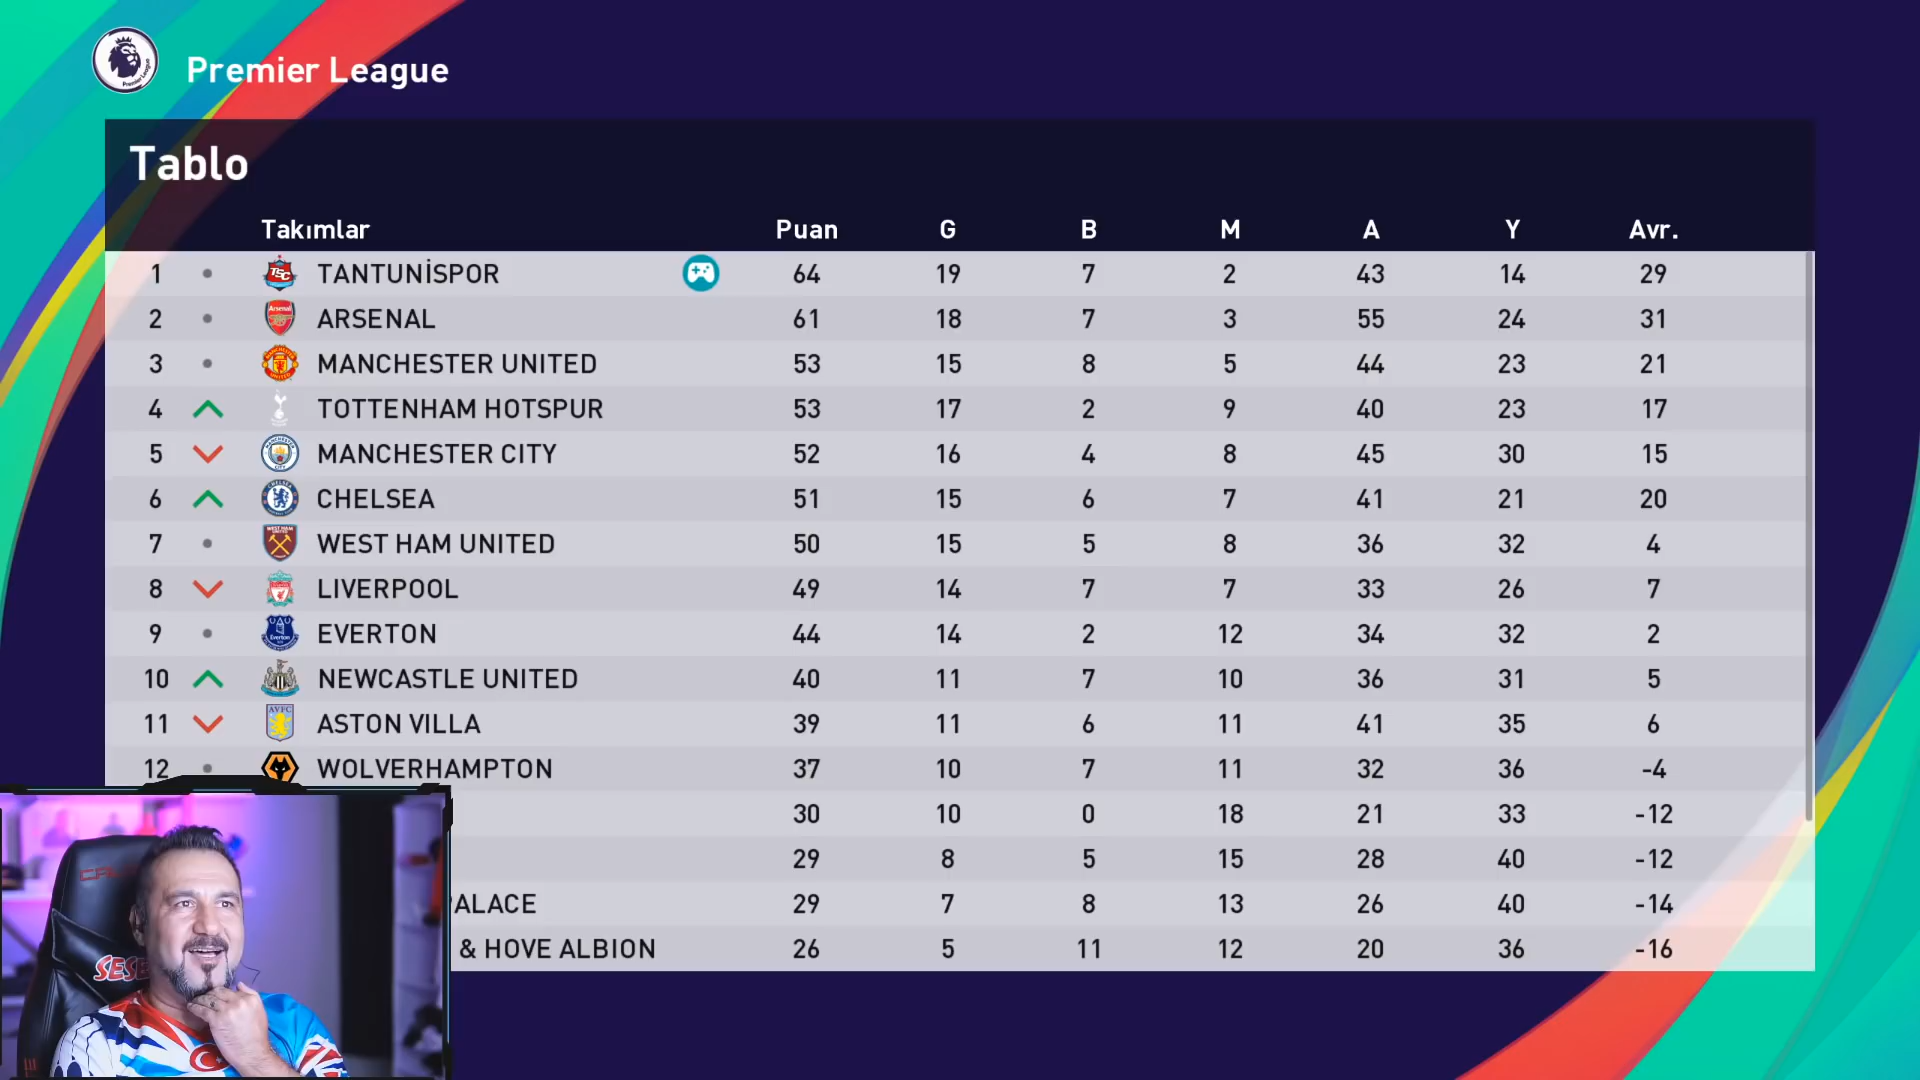 Premier League
Tablo
Takımlar Puan G B M A Y Avr.
1 TANTUNİSPOR 64 19 7 2 43 14 29
2 ARSENAL 61 18 7 3 55 24 31
3 MANCHESTER UNITED 53 15 8 5 44 23 21
4 TOTTENHAM HOTSPUR 53 17 2 9 40 23 17
5 MANCHESTER CITY 52 16 4 8 45 30 15
6 CHELSEA 51 15 6 7 41 21 20
7 WEST HAM UNITED 50 15 5 8 36 32 4
8 LIVERPOOL 49 14 7 7 33 26 7
9 EVERTON 44 14 2 12 34 32 2
10 NEWCASTLE UNITED 40 11 7 10 36 31 5
11 ASTON VILLA 39 11 6 11 41 35 6
12 WOLVERHAMPTON 37 10 7 11 32 36 -4
30 10 0 18 21 33 -12
29 8 5 15 28 40 -12
ALACE 29 7 8 13 26 40 -14
& HOVE ALBION 26 5 11 12 20 36 -16